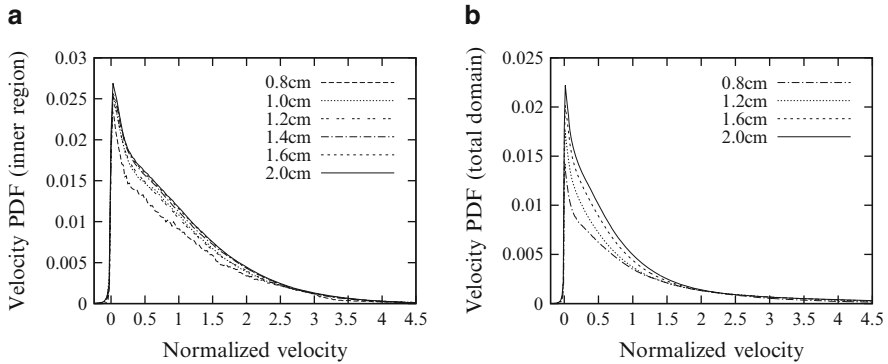 a
Velocity PDF (inner region)
0.03
0.025
0.02
0.015
0.01
0.005
0
0.8cm
1.0cm
1.2cm
1.4cm
1.6cm
2.0cm
0 0.5 1 1.5 2 2.5 3 3.5 4 4.5
Normalized velocity
b
Velocity PDF (total domain)
0.025
0.02
0.015
0.01
0.005
0
0.8cm
1.2cm
1.6cm
2.0cm
0 0.5 1 1.5 2 2.5 3 3.5 4 4.5
Normalized velocity